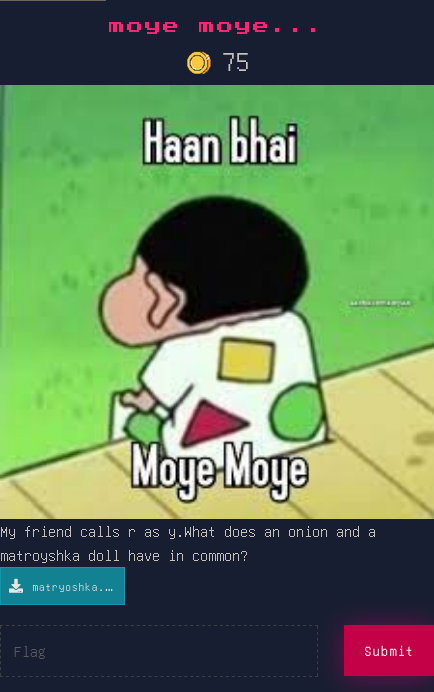 moye moye...
75
Haan bhai
Moye Moye
My friend calls r as y.What does an onion and a
matroyshka doll have in common?
matryoshka.…
Flag
Submit